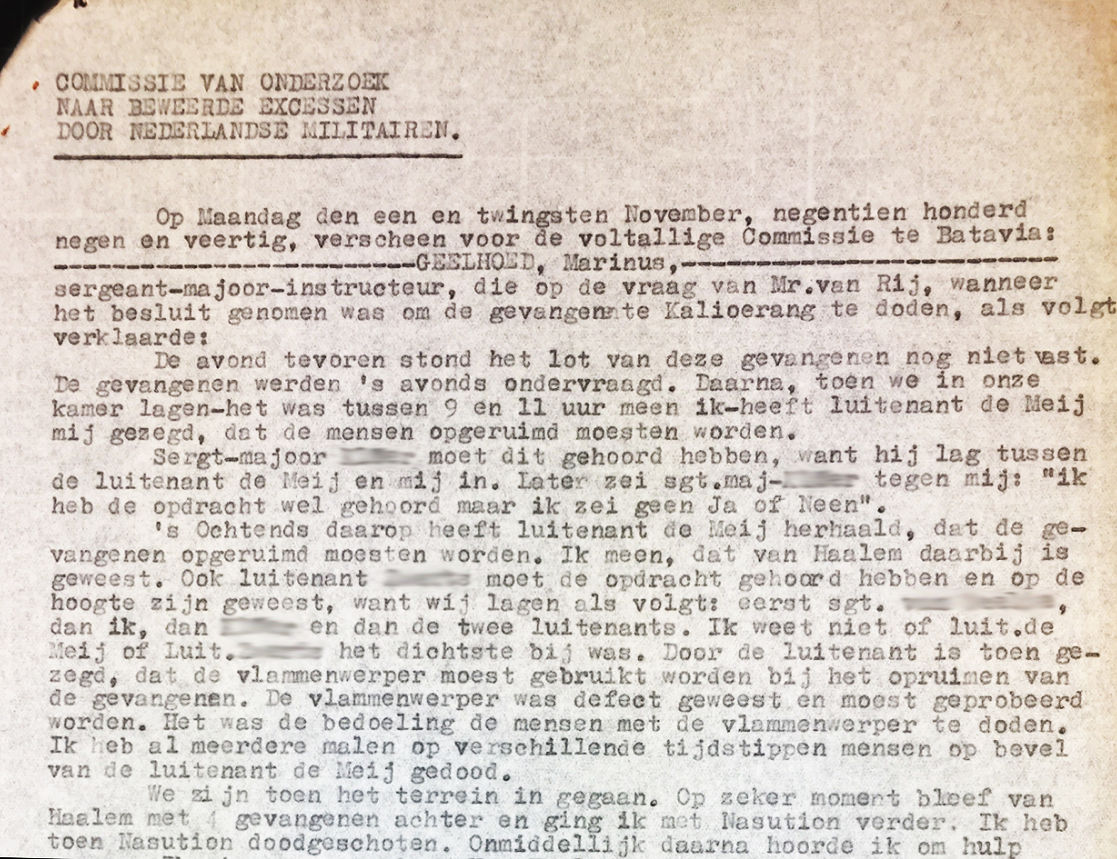 COMMISSIE VAN ONDERZOEK
NAAR BEWEERDE EXCESSEN
DOOR NEDERLANDSE MILITAIREN.
Op Maandag den een en twingsten November, negentien honderd
negen en veertig, verscheen voor de voltallige Commissie te Batavia:
-------------------------GEELHOED, Marinus,--------------------------
sergeant-majoor-instructeur, die op de vraag van Mr.van Rij, wanneer
het besluit genomen was om de gevangenmte Kalioerang te doden, als volgt
verklaarde:
De avond tevoren stond het lot van deze gevangenen nog niet vast.
De gevangenen werden 's avonds ondervraagd. Daarna, toen we in onze
kamer lagen-het was tussen 9 en 11 uur meen ik-heeft luitenant de Meij
mij gezegd, dat de mensen opgeruimd moesten worden.
Sergt-majoor moet dit gehoord hebben, want hij lag tussen
de luitenant de Meij en mij in. Later zei sgt.maj- tegen mij: "ik
heb de opdracht wel gehoord maar ik zei geen Ja of Neen".
's Ochtends daarop heeft luitenant de Meij herhaald, dat de ge-
vangenen opgeruimd moesten worden. Ik meen, dat van Haalem daarbij is
geweest. Ook luitenant moet de opdracht gehoord hebben en op de
hoogte zijn geweest, want wij lagen als volgt: eerst sgt. ,
dan ik, dan en dan de twee luitenants. Ik weet niet of luit.de
Meij of Luit. het dichtste bij was. Door de luitenant is toen ge-
zegd, dat de vlammenwerper moest gebruikt worden bij het opruimen van
de gevangenen. De vlammenwerper was defect geweest en moest geprobeerd
worden. Het was de bedoeling de mensen met de vlammenwerper te doden.
Ik heb al meerdere malen op verschillende tijdstippen mensen op bevel
van de luitenant de Meij gedood.
We zijn toen het terrein in gegaan. Op zeker moment bleef van
Haalem met 4 gevangenen achter en ging ik met Nasution verder. Ik heb
toen Nasution doodgeschoten. Onmiddellijk daarna hoorde ik om hulp